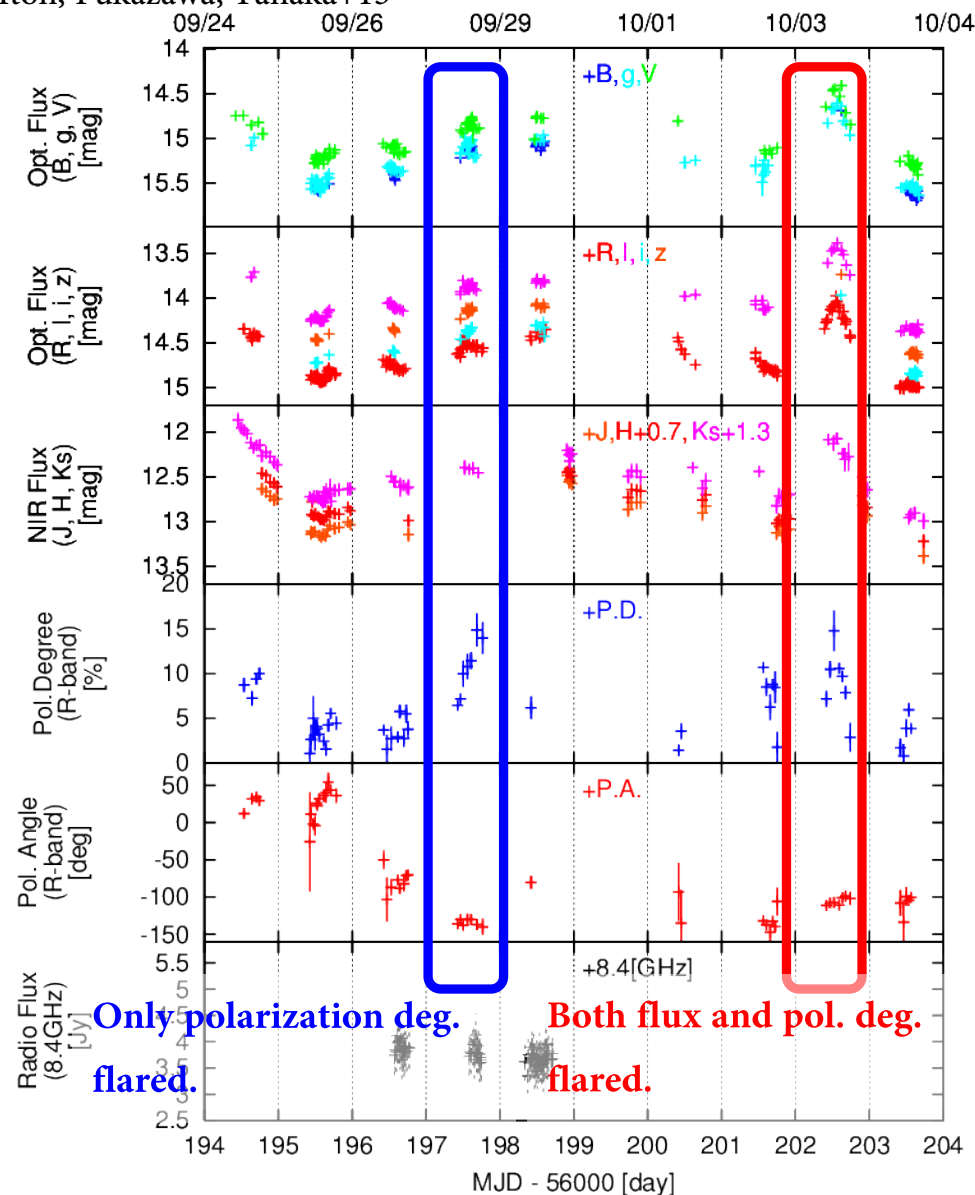 09/24 09/26 09/29 10/01 10/03 10/04
Opt. Flux
(B, g, V)
[mag]
14
14.5
15
15.5
+B, g, V
Opt. Flux
(R, I, i, z)
[mag]
13.5
14
14.5
15
+R, I, i, z
NIR Flux
(J, H, Ks)
[mag]
12
12.5
13
13.5
+J, H+0.7, Ks+1.3
Pol.Degree
(R-band)
[%]
20
15
10
5
0
+P.D.
Pol. Angle
(R-band)
[deg]
50
0
-50
-100
-150
+P.A.
Radio Flux
(8.4GHz)
[Jy]
5.5
5
4.5
4
3.5
3
2.5
+8.4[GHz]
Only polarization deg.
flared.
Both flux and pol. deg.
flared.
194 195 196 197 198 199 200 201 202 203 204
MJD - 56000 [day]